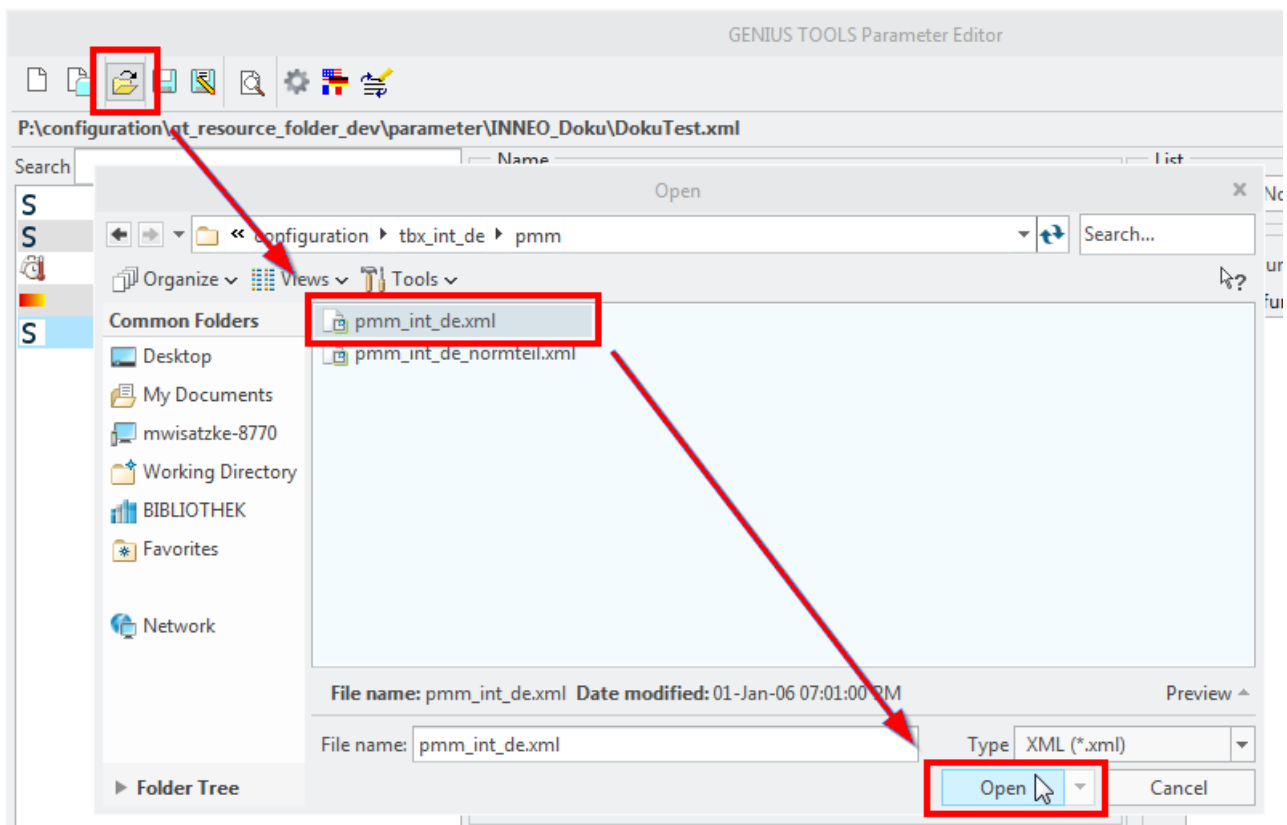 GENIUS TOOLS Parameter Editor
P:\configuration\gt_resource_folder_dev\parameter\INNEO_Doku\DokuTest.xml
Search
Name
List
Open
« configuration tbx_int_de pmm
Search...
Organize Views Tools
Common Folders
Desktop
My Documents
mwisatzke-8770
Working Directory
BIBLIOTHEK
Favorites
Network
pmm_int_de.xml
pmm_int_de_normteil.xml
File name: pmm_int_de.xml Date modified: 01-Jan-06 07:01:00 PM
Preview
File name: pmm_int_de.xml
Type XML (*.xml)
Folder Tree
Open
Cancel